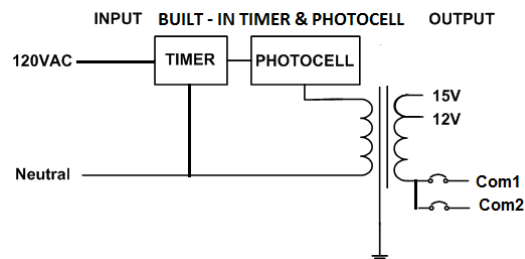 INPUT BUILT - IN TIMER & PHOTOCELL OUTPUT
120VAC TIMER PHOTOCELL
15V
12V
Neutral
Com1
Com2